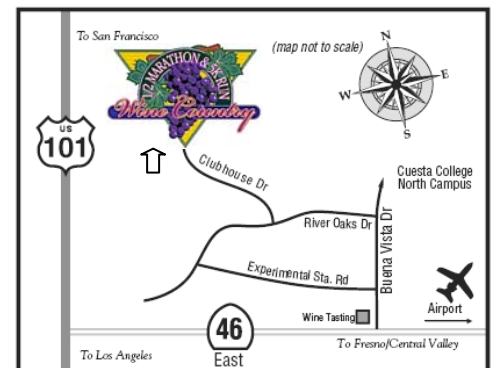 To San Francisco
1/2 MARATHON & 5K RUN
Wine Country
(map not to scale)
N
E
W
S
US
101
Clubhouse Dr
Cuesta College
North Campus
River Oaks Dr
Buena Vista Dr
Experimental Sta. Rd
Airport
Wine Tasting
46
East
To Los Angeles
To Fresno/Central Valley